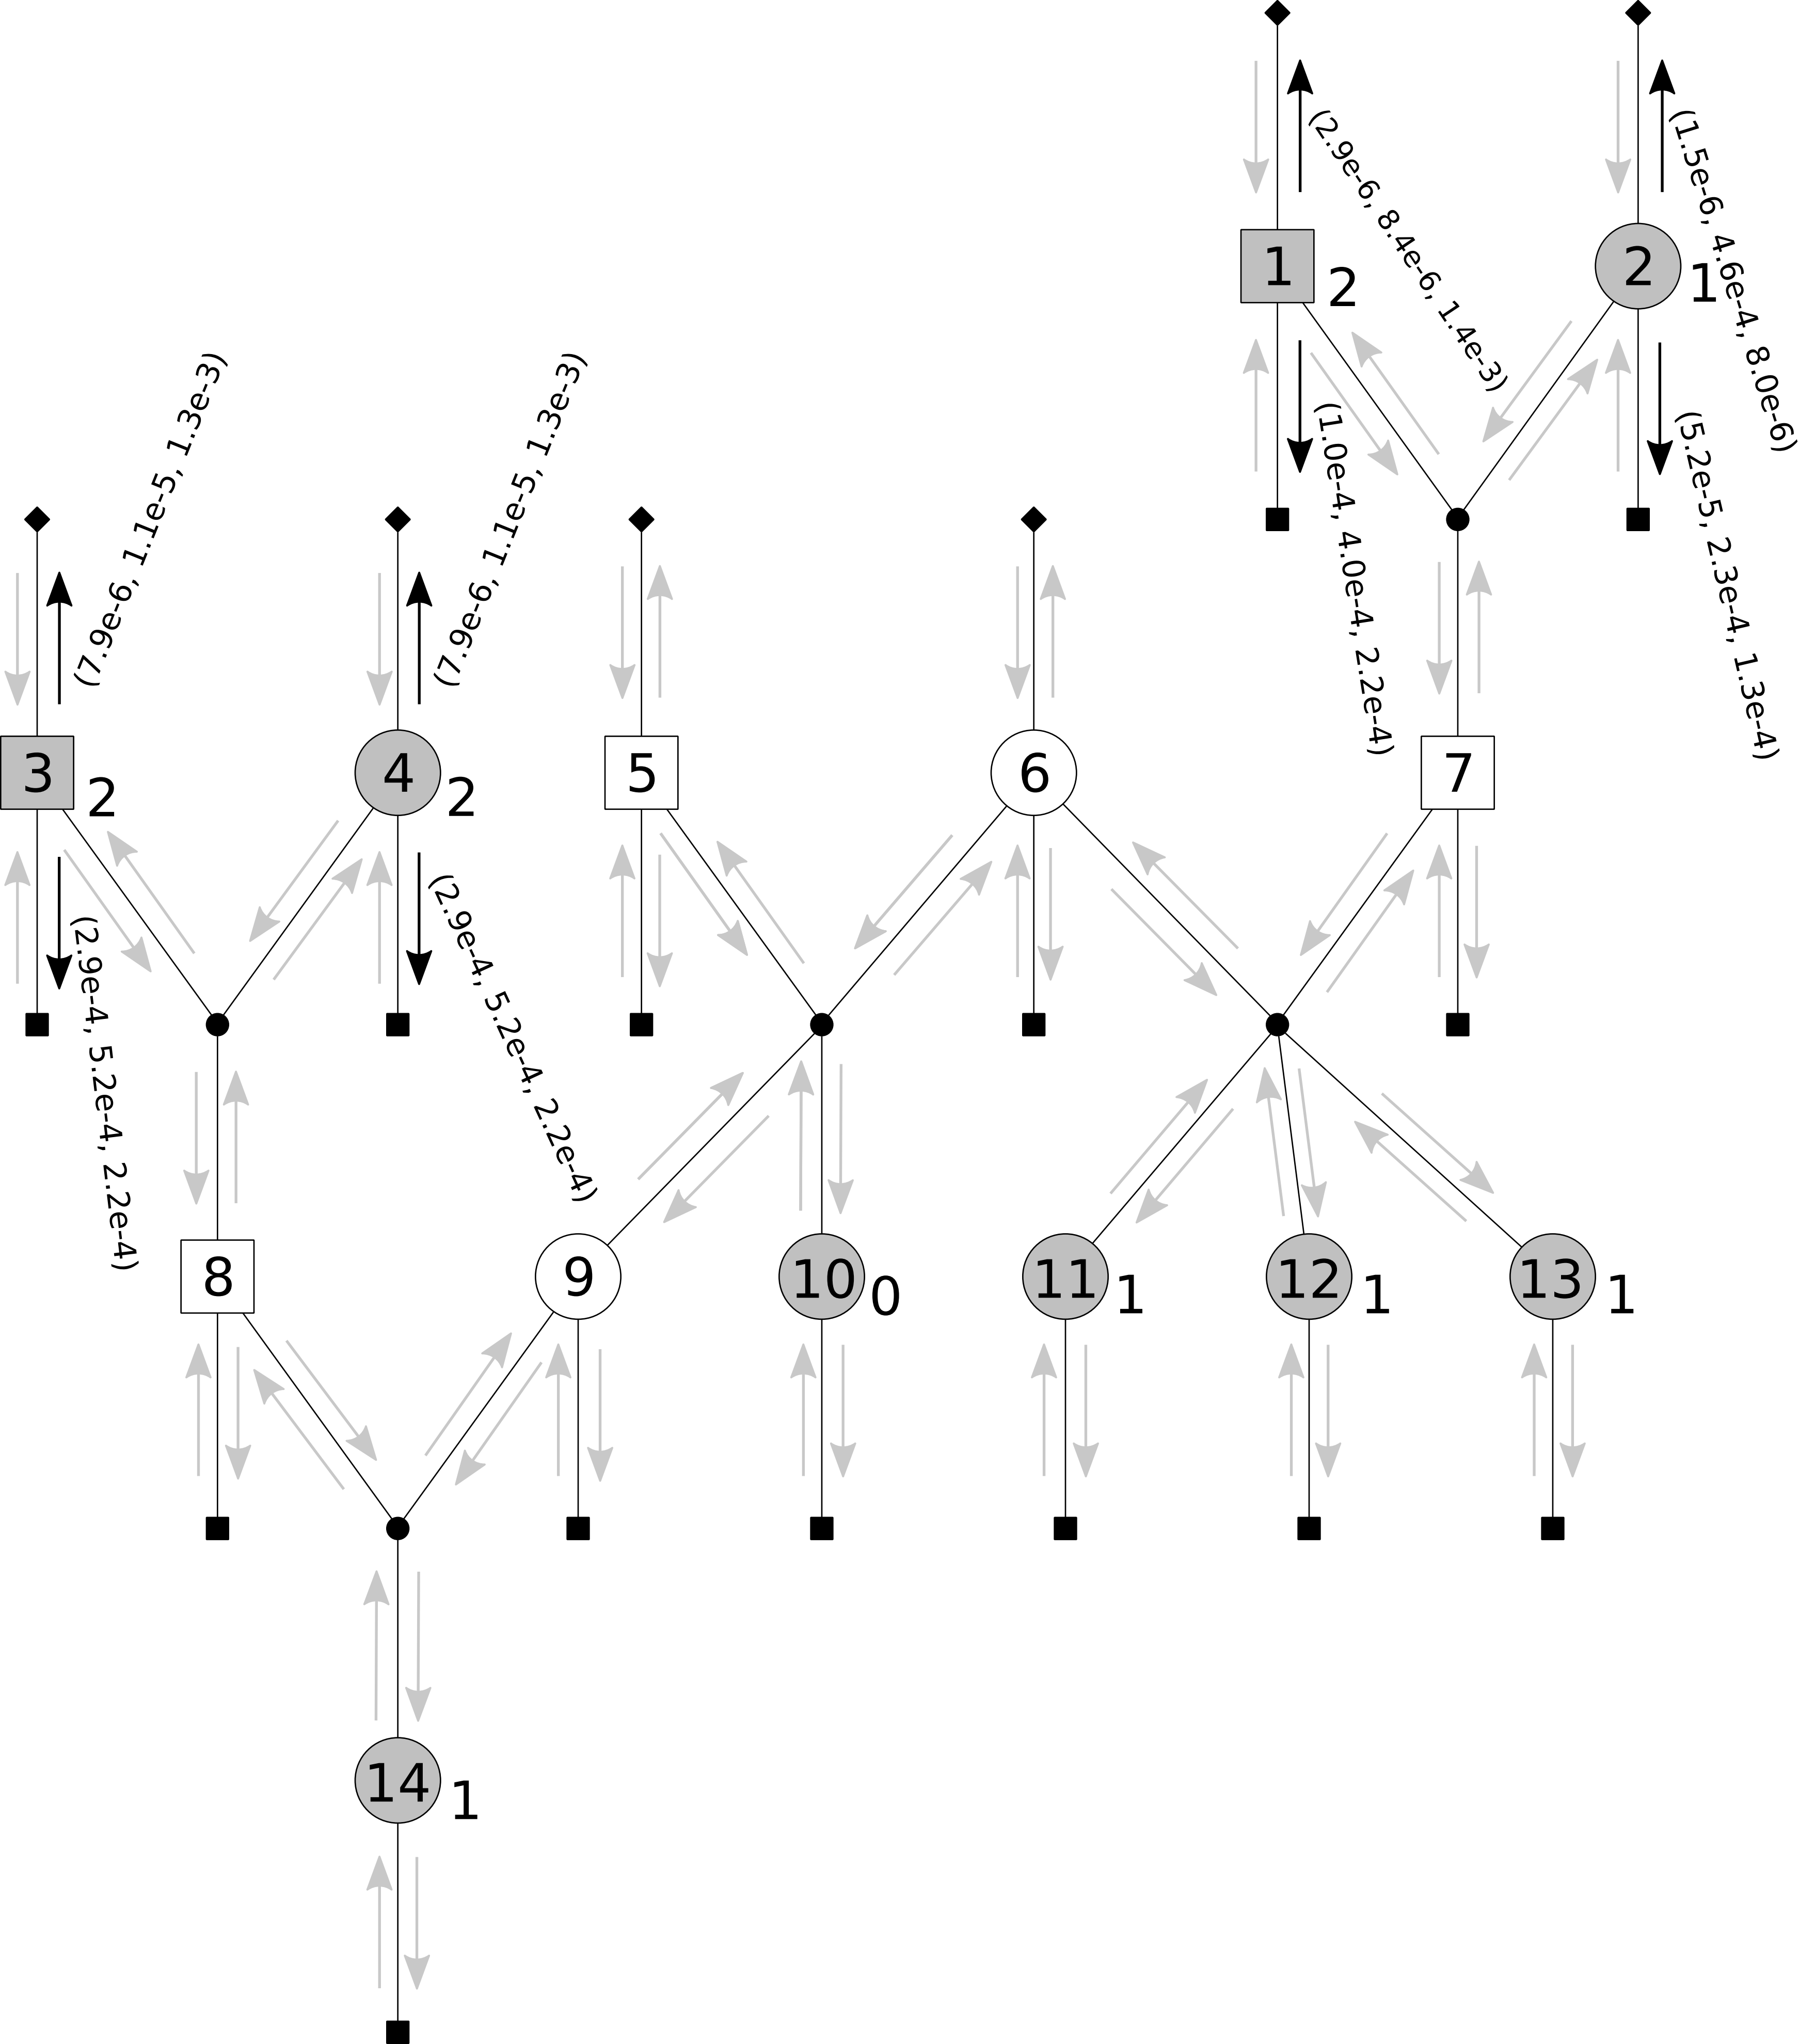 (2.9e-6, 8.4e-6, 1.4e-3)
(1.5e-6, 4.6e-4, 8.0e-6)
1
2
2
1
(1.0e-4, 4.0e-4, 2.2e-4)
(5.2e-5, 2.3e-4, 1.3e-4)
(7.9e-6, 1.1e-5, 1.3e-3)
(7.9e-6, 1.1e-5, 1.3e-3)
3
2
4
2
5
6
7
(2.9e-4, 5.2e-4, 2.2e-4)
(2.9e-4, 5.2e-4, 2.2e-4)
8
9
10
0
11
1
12
1
13
1
14
1